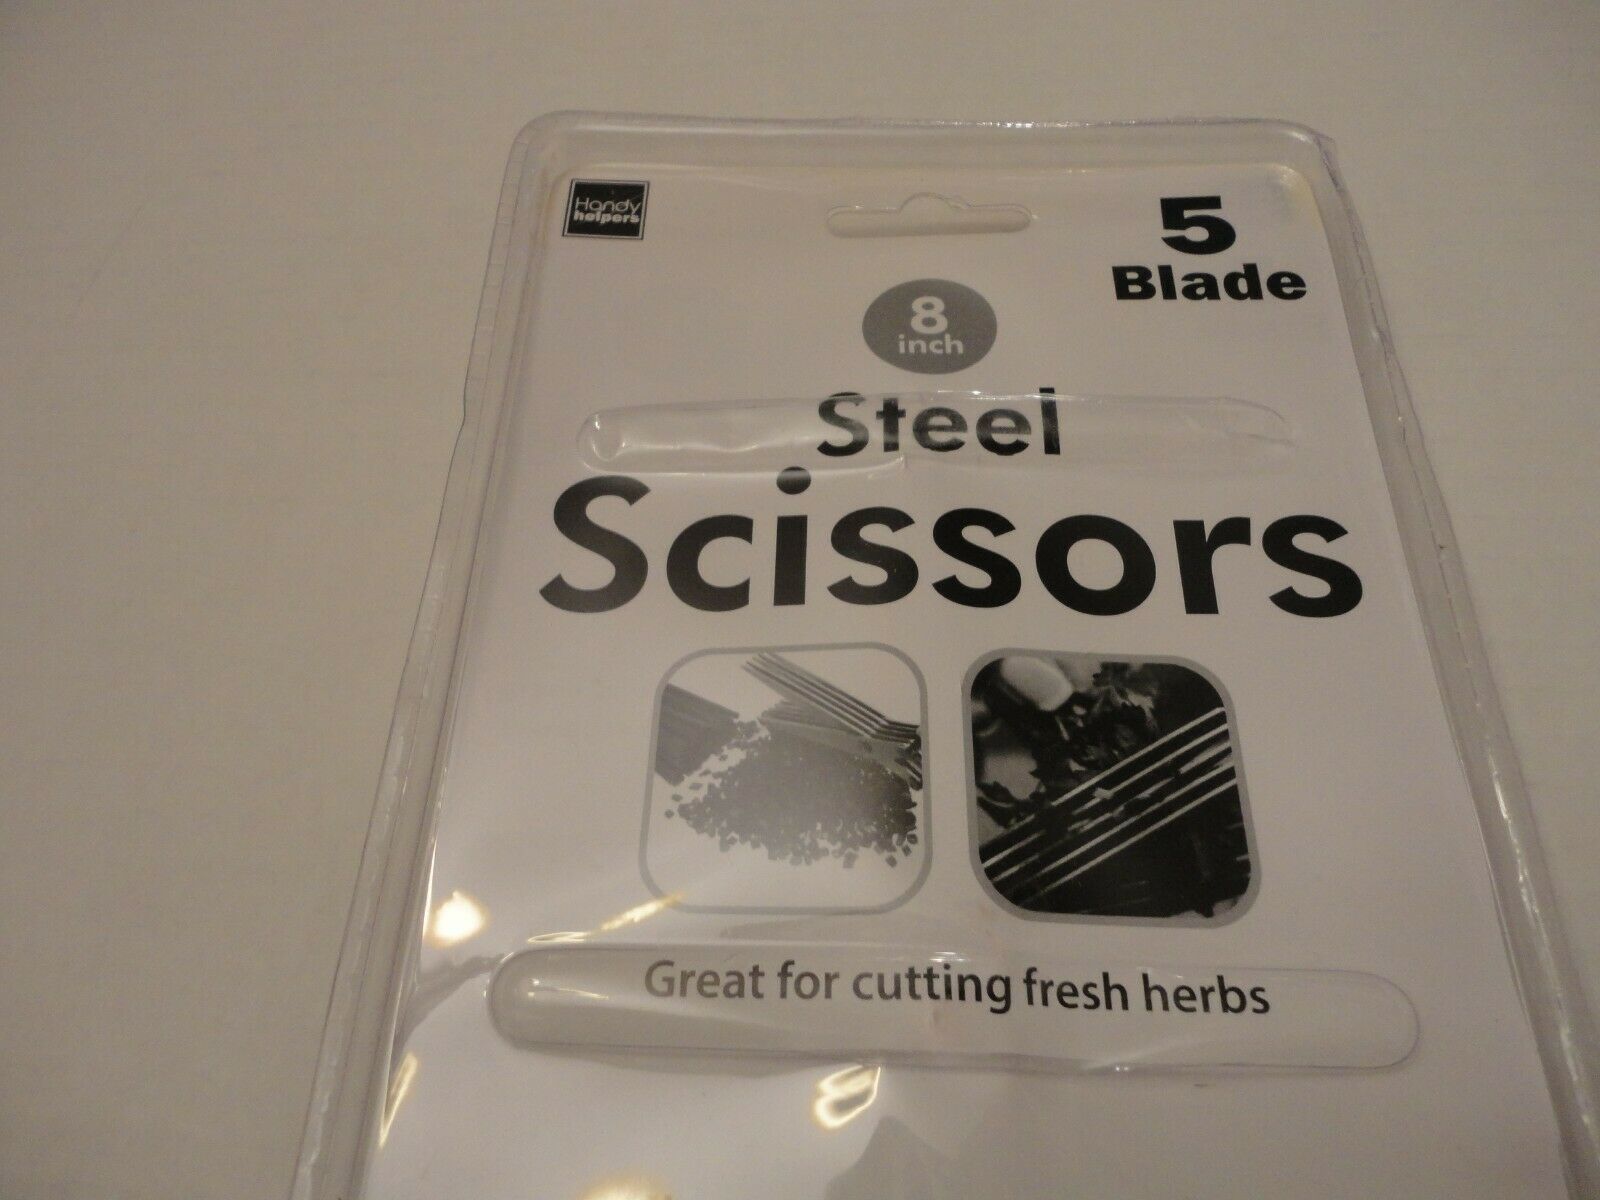 Handy
helpers
5
Blade
8
inch
Steel
Scissors
Great for cutting fresh herbs